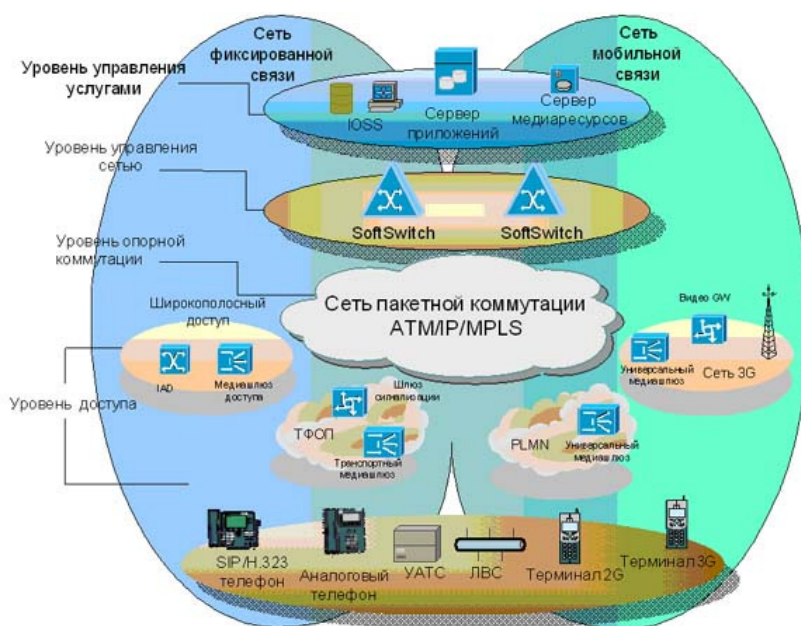 Сеть
фиксированной
связи
Сеть
мобильной
связи
Уровень управления
услугами
IOSS
Сервер
приложений
Сервер
медиаресурсов
Уровень управления
сетью
SoftSwitch
SoftSwitch
Уровень опорной
коммутации
Сеть пакетной коммутации
ATM/IP/MPLS
Широкополосный
доступ
IAD
Медиашлюз
доступа
Видео GW
Универсальный
медиашлюз
Сеть 3G
Уровень доступа
Шлюз
сигнализации
ТФОП
Транспортный
медиашлюз
PLMN
Универсальный
медиашлюз
SIP/H.323
телефон
Аналоговый
телефон
УАТС
ЛВС
Терминал 2G
Терминал 3G